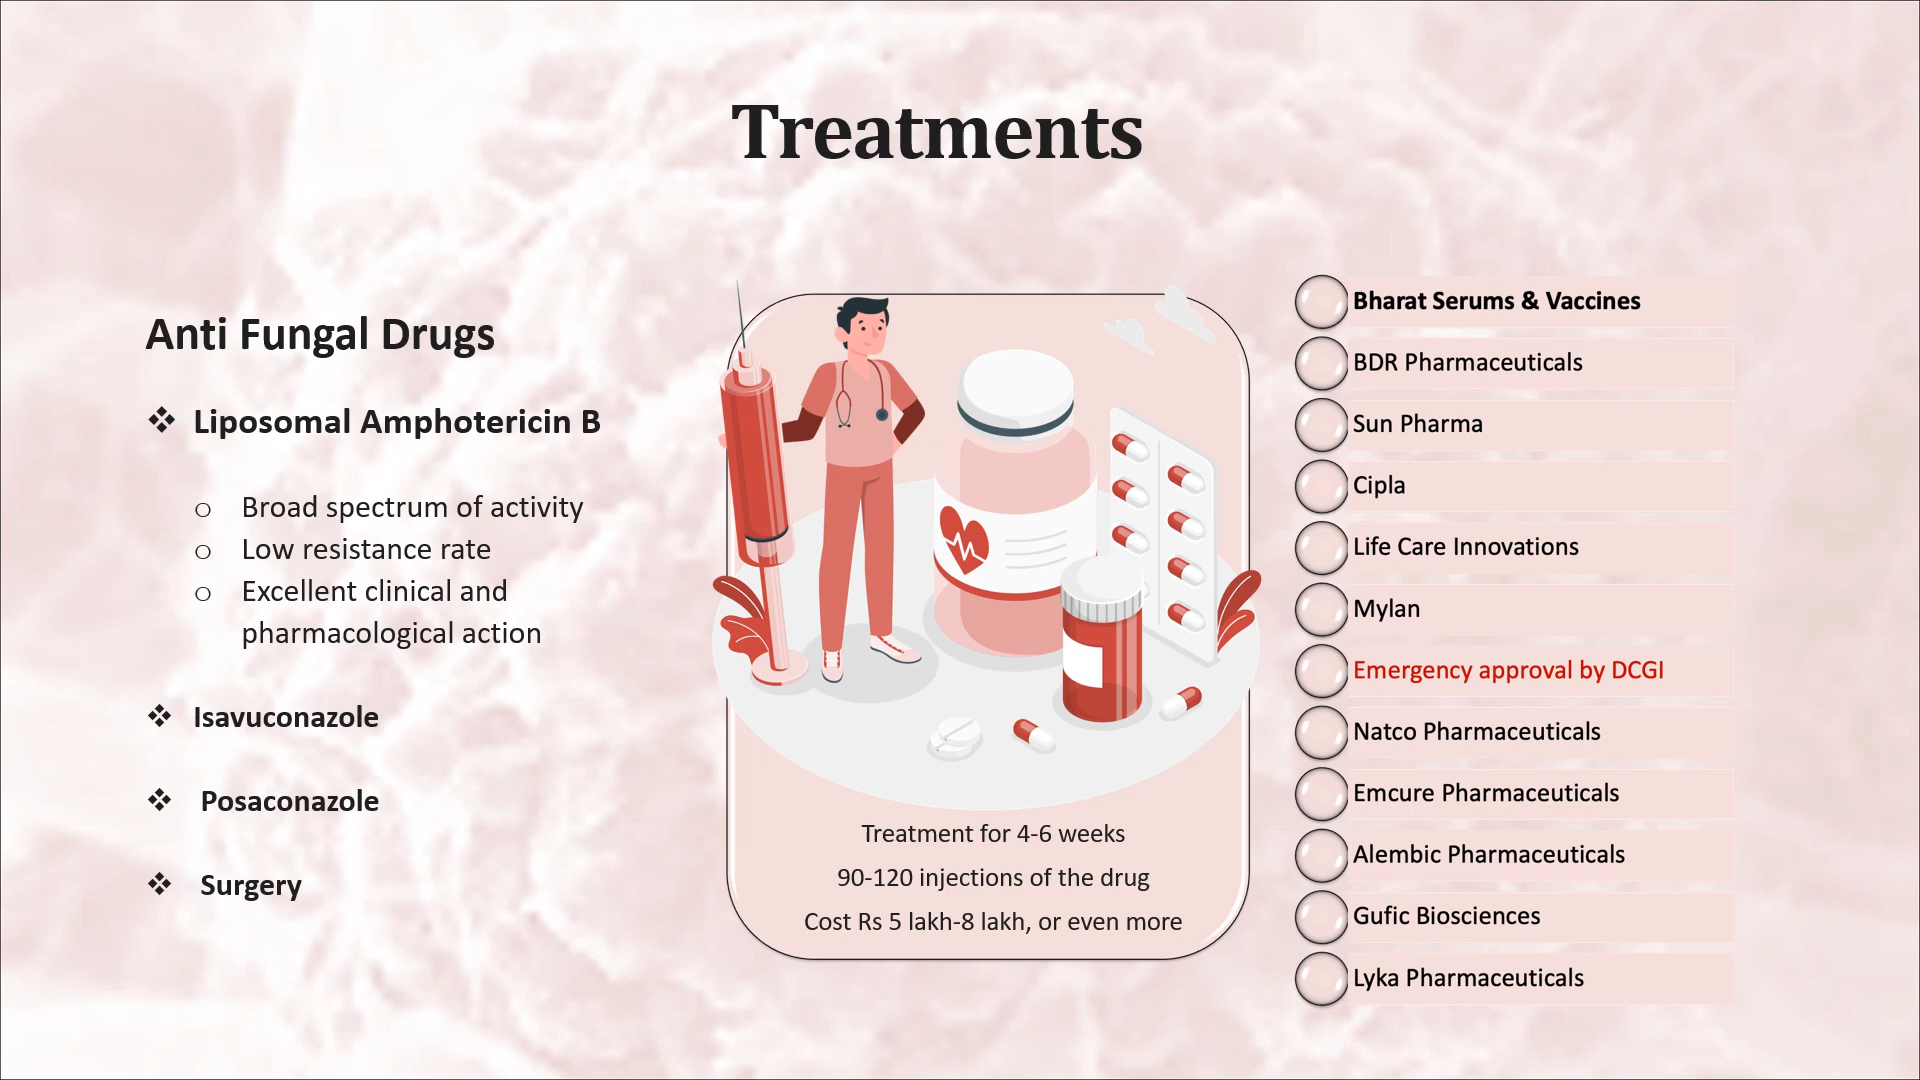 Treatments
Anti Fungal Drugs
❖ Liposomal Amphotericin B
o Broad spectrum of activity
o Low resistance rate
o Excellent clinical and
pharmacological action
❖ Isavuconazole
❖ Posaconazole
❖ Surgery
Treatment for 4-6 weeks
90-120 injections of the drug
Cost Rs 5 lakh-8 lakh, or even more
Bharat Serums & Vaccines
BDR Pharmaceuticals
Sun Pharma
Cipla
Life Care Innovations
Mylan
Emergency approval by DCGI
Natco Pharmaceuticals
Emcure Pharmaceuticals
Alembic Pharmaceuticals
Gufic Biosciences
Lyka Pharmaceuticals